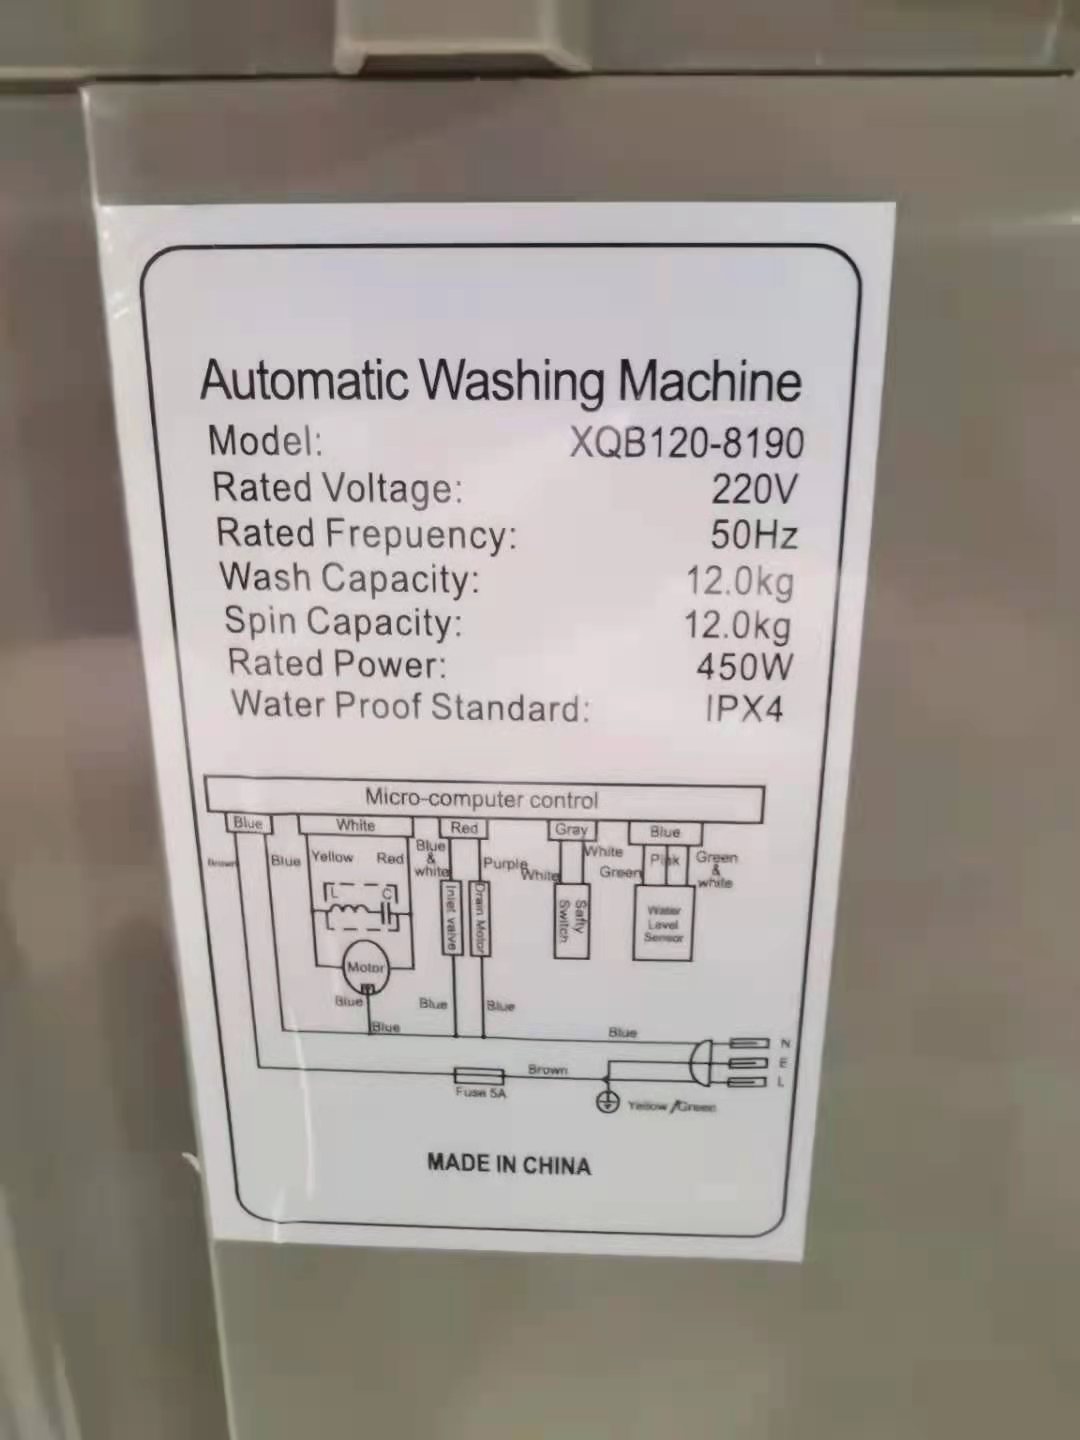 Automatic Washing Machine
Model: XQB120-8190
Rated Voltage: 220V
Rated Frepuency: 50Hz
Wash Capacity: 12.0kg
Spin Capacity: 12.0kg
Rated Power: 450W
Water Proof Standard: IPX4
Micro-computer control
Blue White Red Gray Blue
Brown Blue Yellow Red Blue & white Purple White White Green Pink Green & white
L C
Inlet valve
Drain Motor
Safty Switch
Water
Level
Sensor
Motor
Blue Blue Blue
Blue Blue
N
E
L
Brown
Fuse 5A
Yellow/Green
MADE IN CHINA